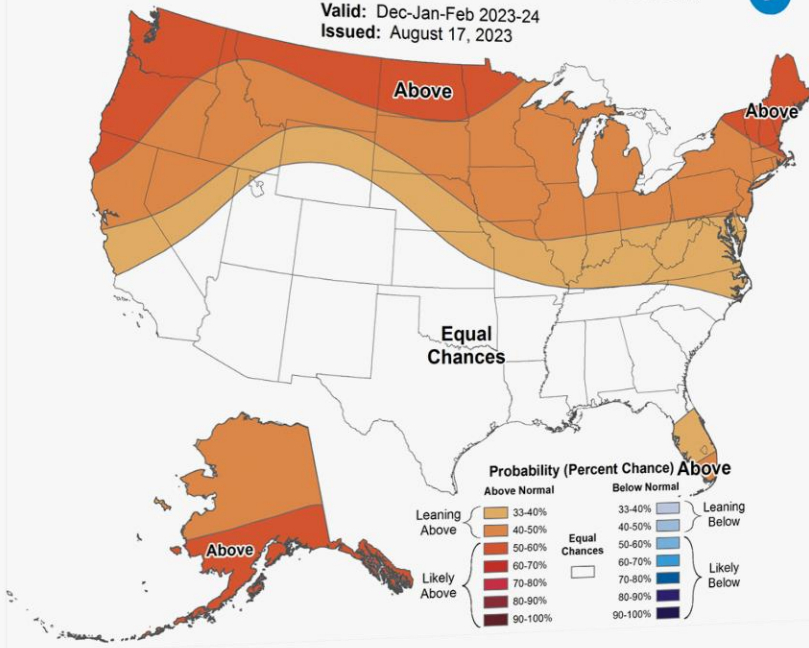 Valid: Dec-Jan-Feb 2023-24
Issued: August 17, 2023
Above
Above
Equal
Chances
Above
Above
Probability (Percent Chance)
Above Normal
Below Normal
Leaning
Above
33-40%
40-50%
50-60%
60-70%
70-80%
80-90%
90-100%
Likely
Above
Equal
Chances
33-40%
40-50%
50-60%
60-70%
70-80%
80-90%
90-100%
Leaning
Below
Likely
Below